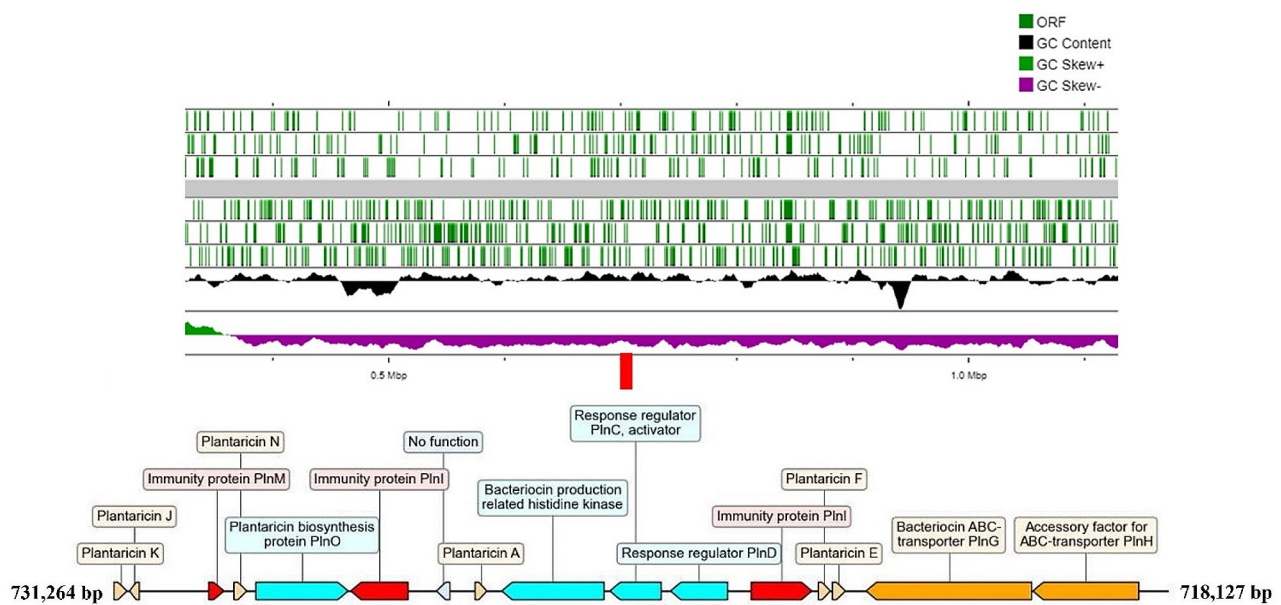 ORF
GC Content
GC Skew+
GC Skew-
0.5 Mbp
1.0 Mbp
Response regulator
PlnC, activator
Plantaricin N
No function
Immunity protein PlnM
Immunity protein PlnI
Plantaricin F
Bacteriocin production
related histidine kinase
Plantaricin J
Plantaricin biosynthesis
protein PlnO
Immunity protein PlnI
Bacteriocin ABC-
transporter PlnG
Accessory factor for
ABC-transporter PlnH
Plantaricin K
Plantaricin A
Response regulator PlnD
Plantaricin E
731,264 bp
718,127 bp